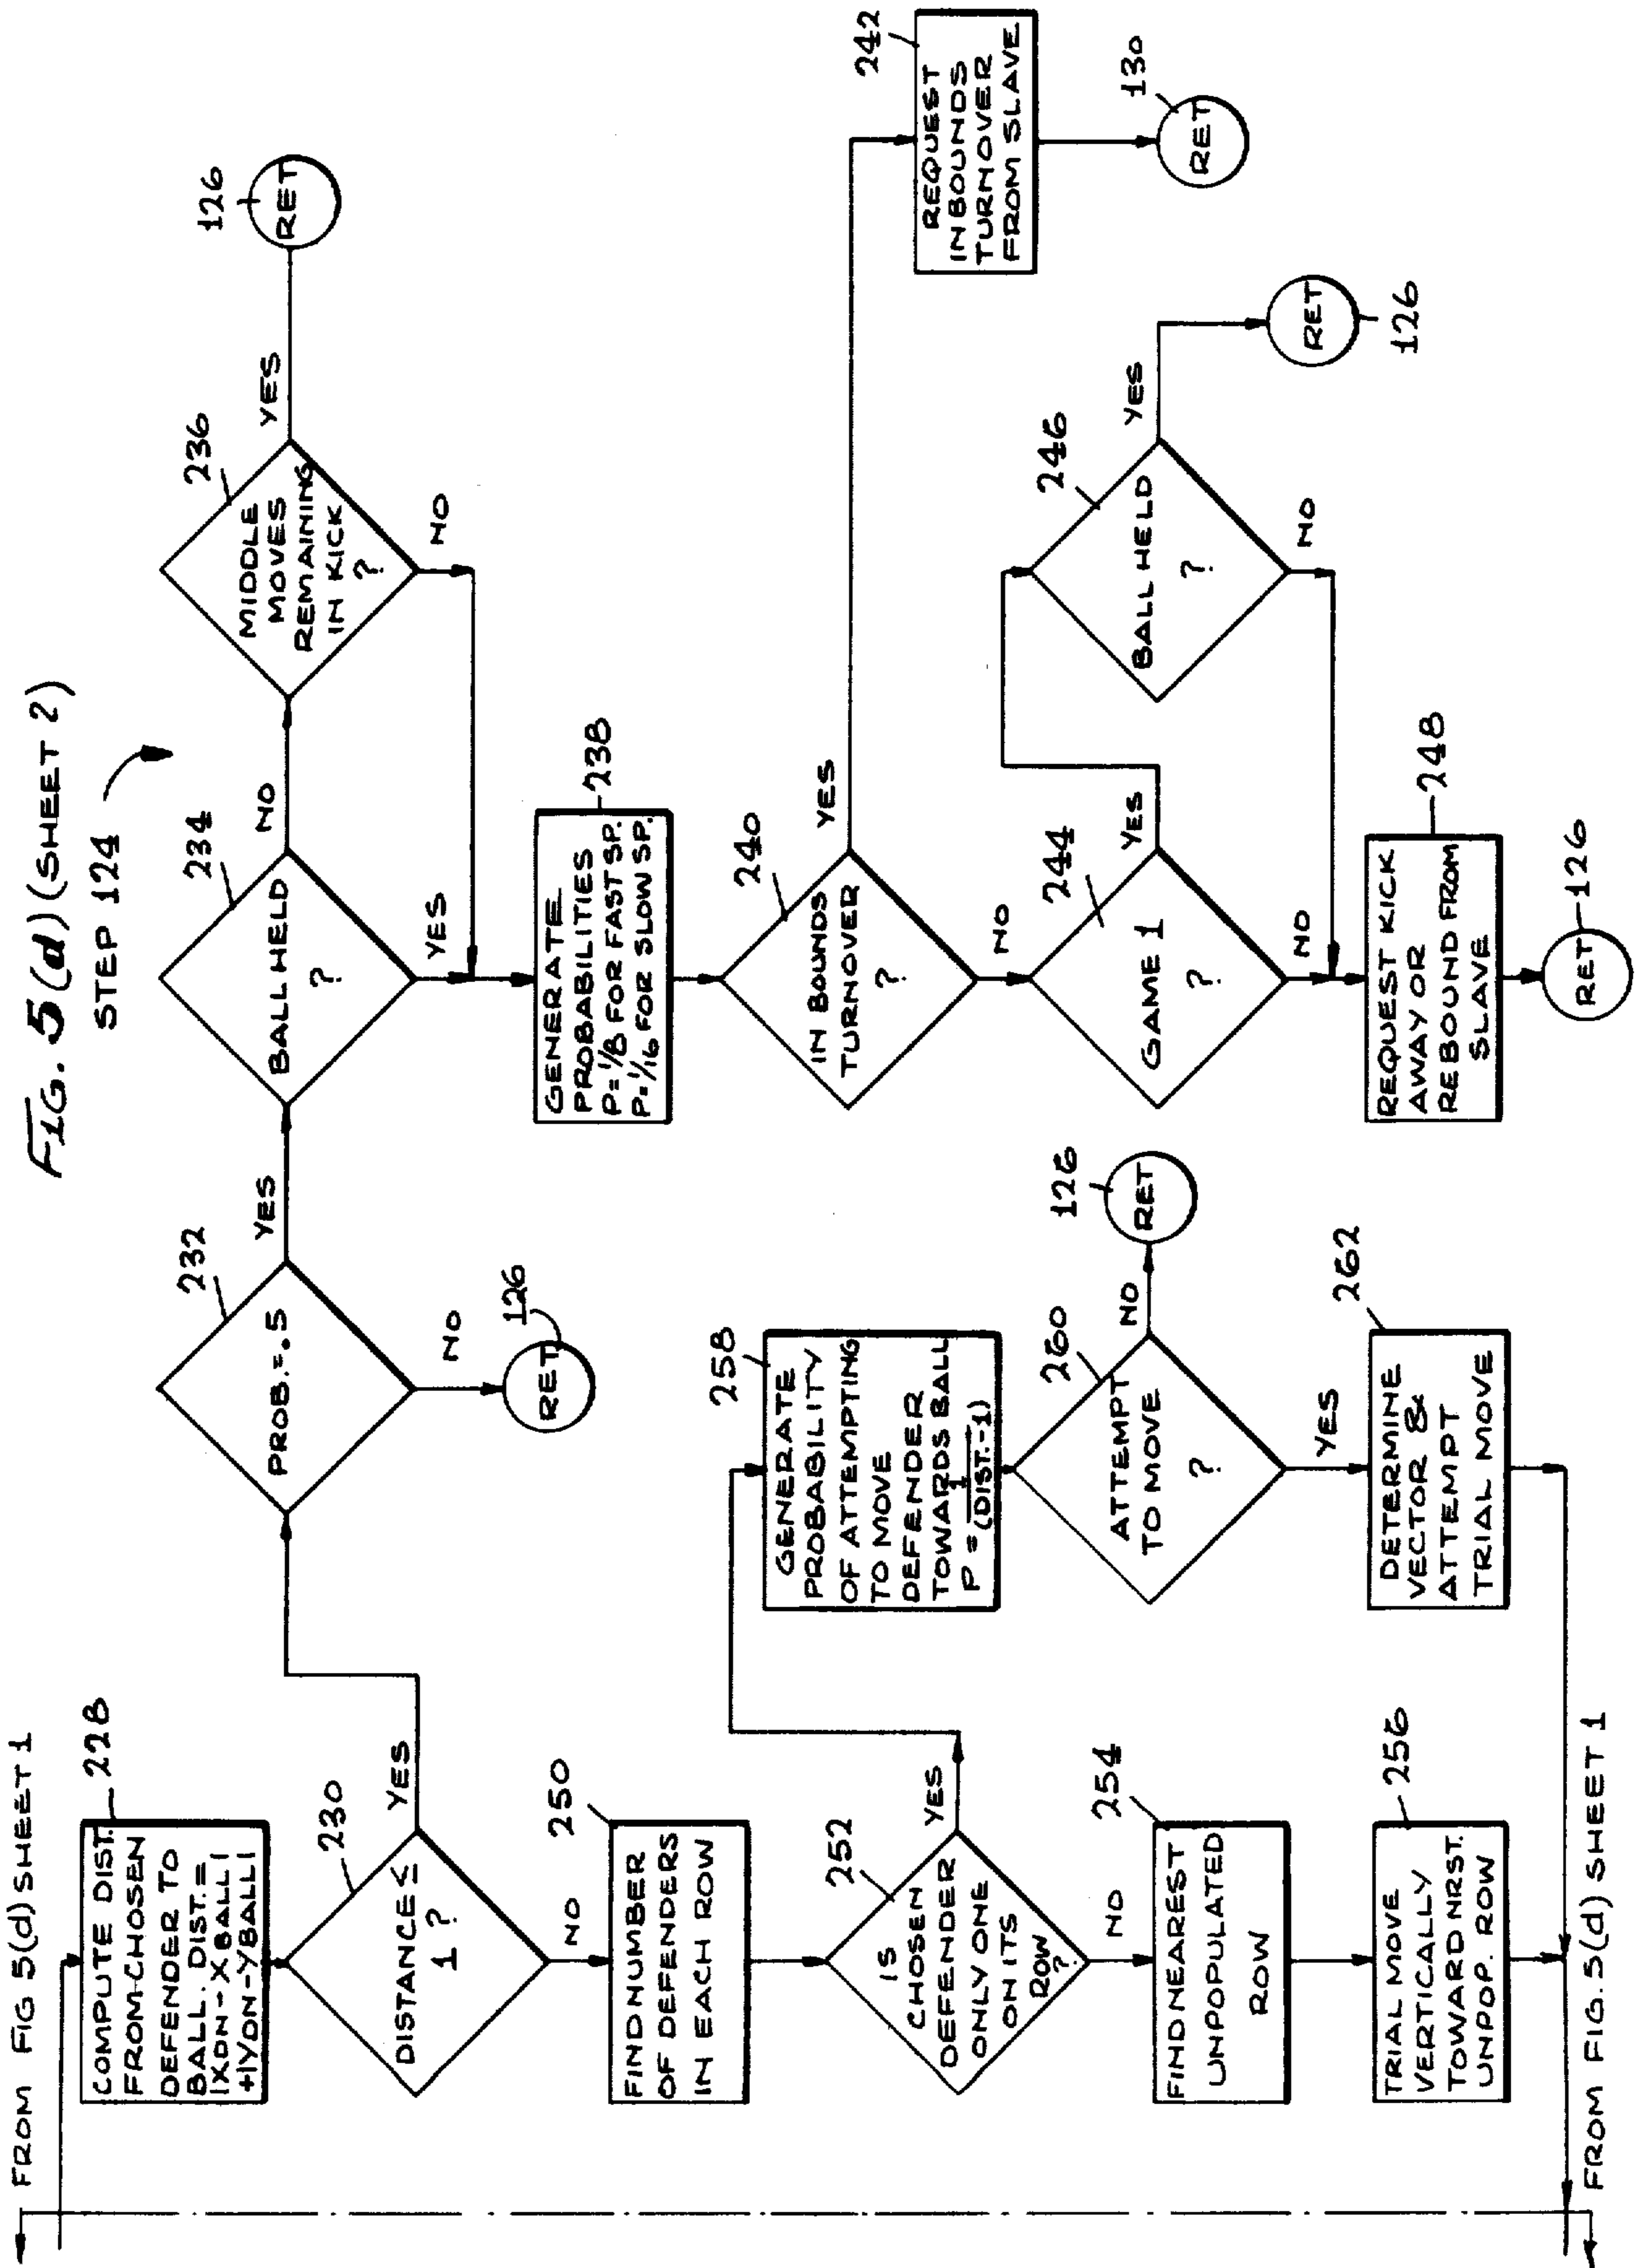 FIG. 5(d) (SHEET 2)
STEP 124
FROM FIG 5(d) SHEET 1
228
COMPUTE DIST.
FROM CHOSEN
DEFENDER TO
BALL. DIST.=
|XDN-XBALL|
+|YDN-YBALL|
230
DISTANCE ≤
1 ?
YES
NO
232
PROB.=.5
YES
NO
126
RET
234
BALL HELD
?
NO
YES
236
MIDDLE
MOVES
REMAINING
IN KICK
?
YES
NO
126
RET
238
GENERATE
PROBABILITIES
P=1/8 FOR FAST SP.
P=1/16 FOR SLOW SP.
240
IN BOUNDS
TURNOVER
?
YES
NO
242
REQUEST
INBOUNDS
TURNOVER
FROM SLAVE
130
RET
244
GAME 1
?
YES
NO
246
BALL HELD
?
YES
NO
126
RET
248
REQUEST KICK
AWAY OR
REBOUND FROM
SLAVE
126
RET
250
FIND NUMBER
OF DEFENDERS
IN EACH ROW
252
IS
CHOSEN
DEFENDER
ONLY ONE
ON ITS
ROW
?
YES
NO
254
FIND NEAREST
UNPOPULATED
ROW
256
TRIAL MOVE
VERTICALLY
TOWARD NRST.
UNPOP. ROW
258
GENERATE
PROBABILITY
OF ATTEMPTING
TO MOVE
DEFENDER
TOWARDS BALL
P = 1/(DIST.-1)
260
ATTEMPT
TO MOVE
?
NO
YES
126
RET
262
DETERMINE
VECTOR &
ATTEMPT
TRIAL MOVE
FROM FIG. 5(d) SHEET 1